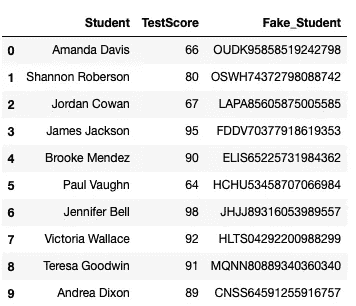 Student TestScore Fake_Student
0 Amanda Davis 66 OUDK95858519242798
1 Shannon Roberson 80 OSWH74372798088742
2 Jordan Cowan 67 LAPA85605875005585
3 James Jackson 95 FDDV70377918619353
4 Brooke Mendez 90 ELIS65225731984362
5 Paul Vaughn 64 HCHU53458707066984
6 Jennifer Bell 98 JHJJ89316053989557
7 Victoria Wallace 92 HLTS04292200988299
8 Teresa Goodwin 91 MQNN80889340360340
9 Andrea Dixon 89 CNSS64591255916757